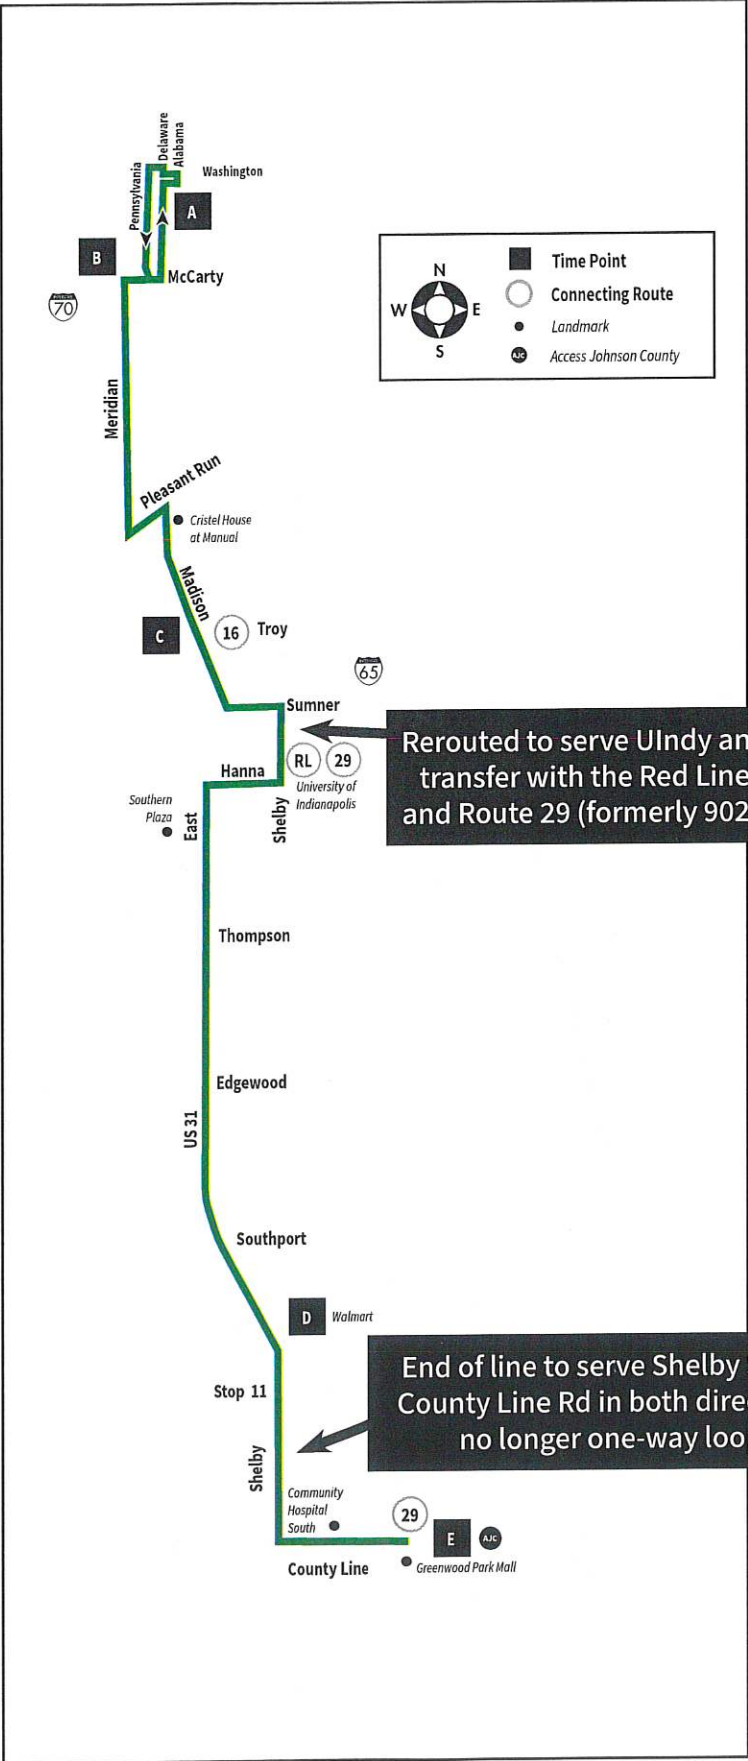 Delaware
Alabama
Pennsylvania
Washington
A
B
McCarty
70
N
W E
S
Time Point
Connecting Route
Landmark
AJC Access Johnson County
Meridian
Pleasant Run
Cristel House
at Manual
Madison
C
16 Troy
65
Sumner
Rerouted to serve UIndy an
transfer with the Red Line
and Route 29 (formerly 902
RL 29
University of
Indianapolis
Hanna
Shelby
Southern
Plaza
East
Thompson
Edgewood
US 31
Southport
D Walmart
End of line to serve Shelby
County Line Rd in both dire
no longer one-way loo
Stop 11
Shelby
Community
Hospital
South
29
E AJC
Greenwood Park Mall
County Line